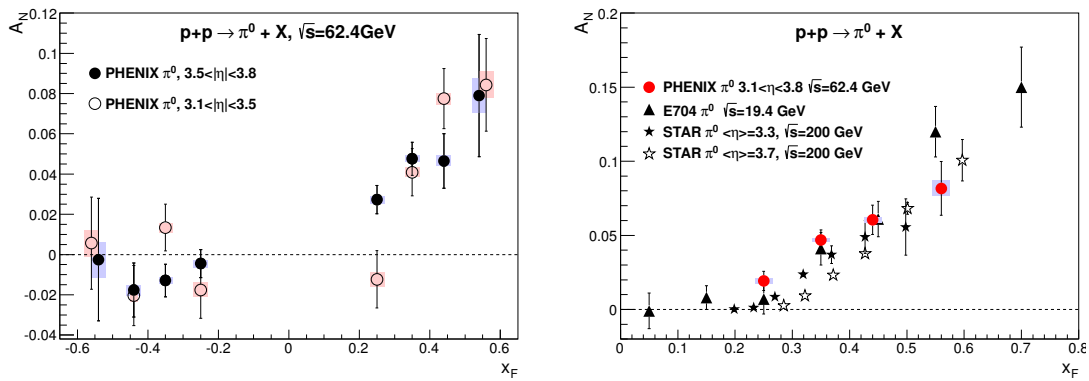 A_N
p+p → π⁰ + X, √s=62.4GeV
PHENIX π⁰, 3.5<|η|<3.8
PHENIX π⁰, 3.1<|η|<3.5
0.12
0.1
0.08
0.06
0.04
0.02
0
-0.02
-0.04
-0.6 -0.4 -0.2 0 0.2 0.4 0.6
x_F
A_N
p+p → π⁰ + X
PHENIX π⁰ 3.1<η<3.8 √s=62.4 GeV
E704 π⁰ √s=19.4 GeV
STAR π⁰ <η>=3.3, √s=200 GeV
STAR π⁰ <η>=3.7, √s=200 GeV
0.2
0.15
0.1
0.05
0
0 0.1 0.2 0.3 0.4 0.5 0.6 0.7 0.8
x_F